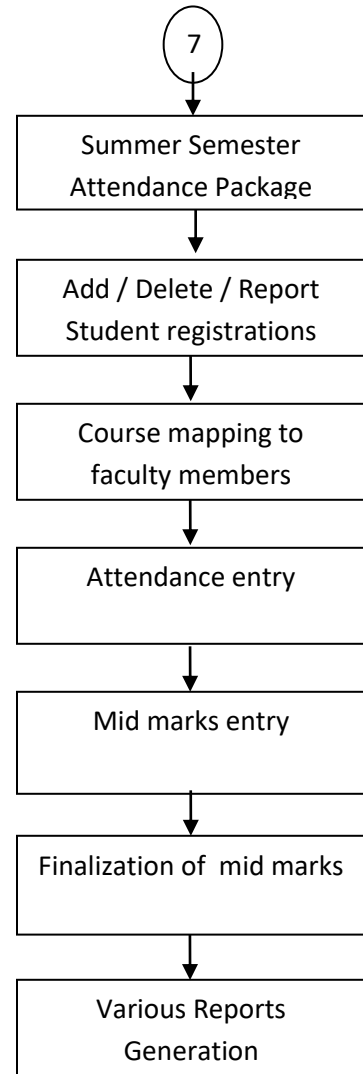 7
Summer Semester
Attendance Package
Add / Delete / Report
Student registrations
Course mapping to
faculty members
Attendance entry
Mid marks entry
Finalization of mid marks
Various Reports
Generation